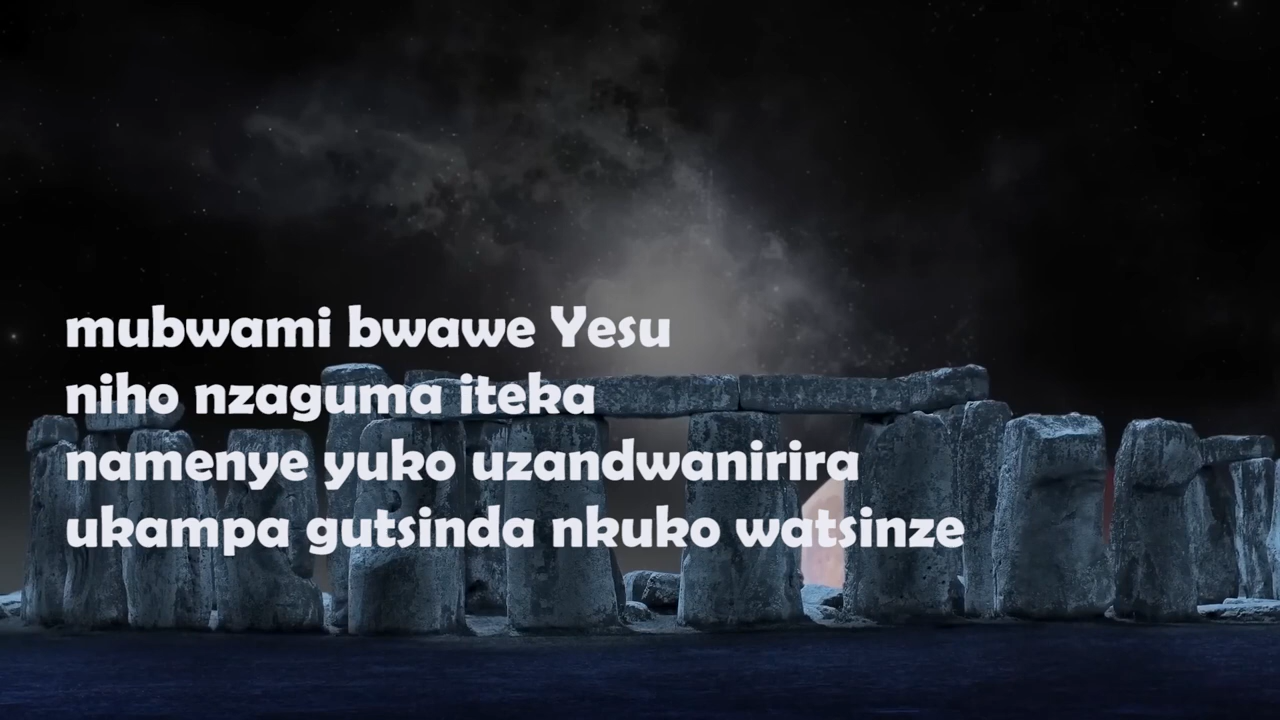 mubwami bwawe Yesu
niho nzaguma iteka
namenye yuko uzandwanirira
ukampa gutsinda nkuko watsinze